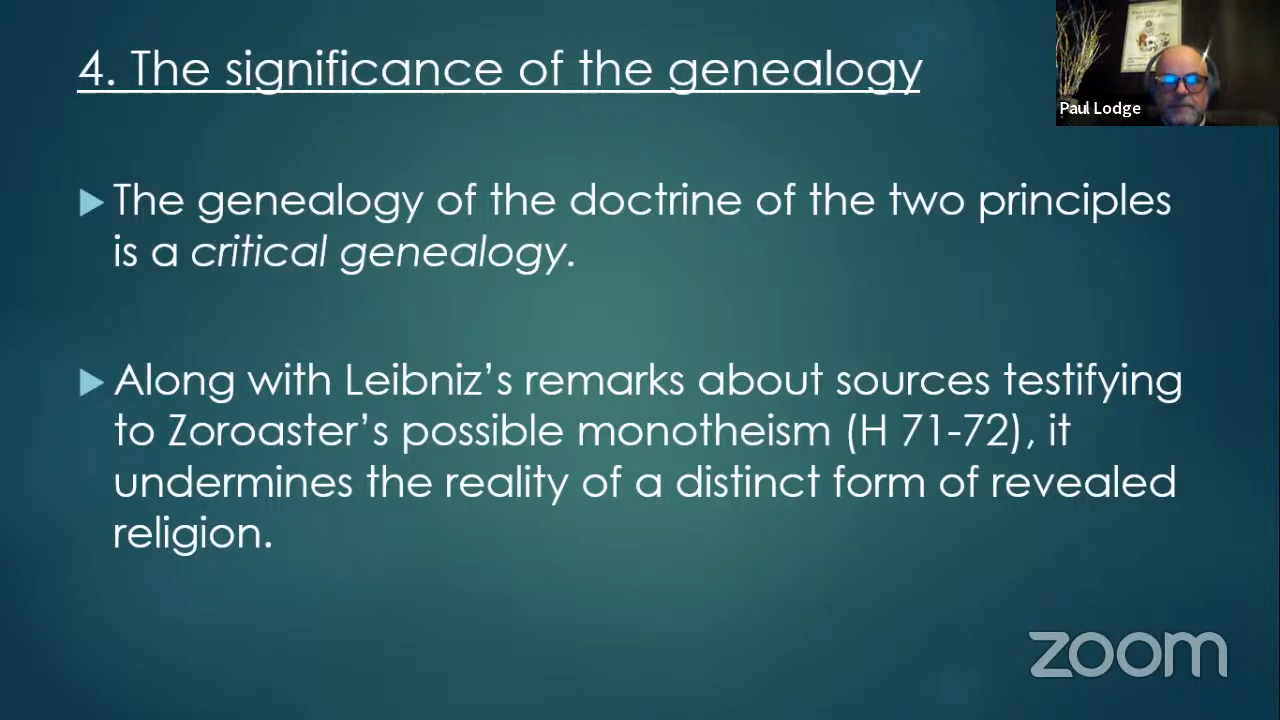 4. The significance of the genealogy
Paul Lodge
The genealogy of the doctrine of the two principles
is a critical genealogy.
Along with Leibniz’s remarks about sources testifying
to Zoroaster’s possible monotheism (H 71-72), it
undermines the reality of a distinct form of revealed
religion.
zoom